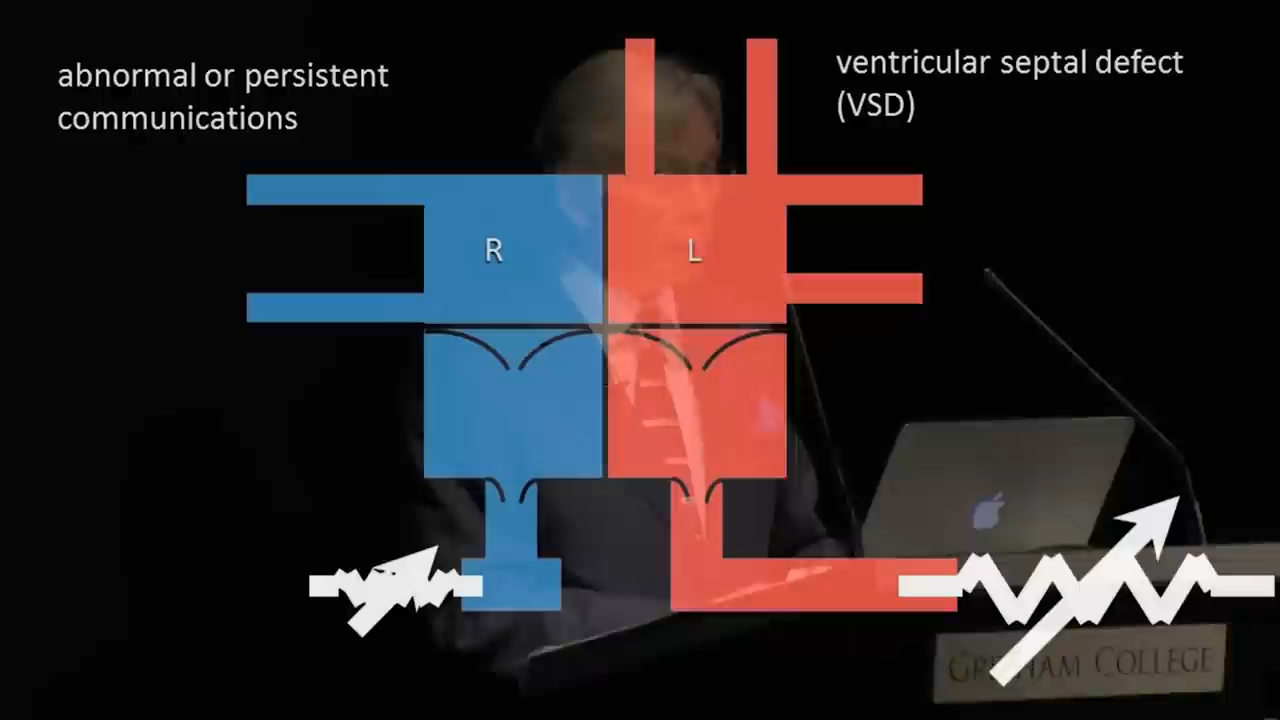 abnormal or persistent
communications
ventricular septal defect
(VSD)
R
L
GRESHAM COLLEGE